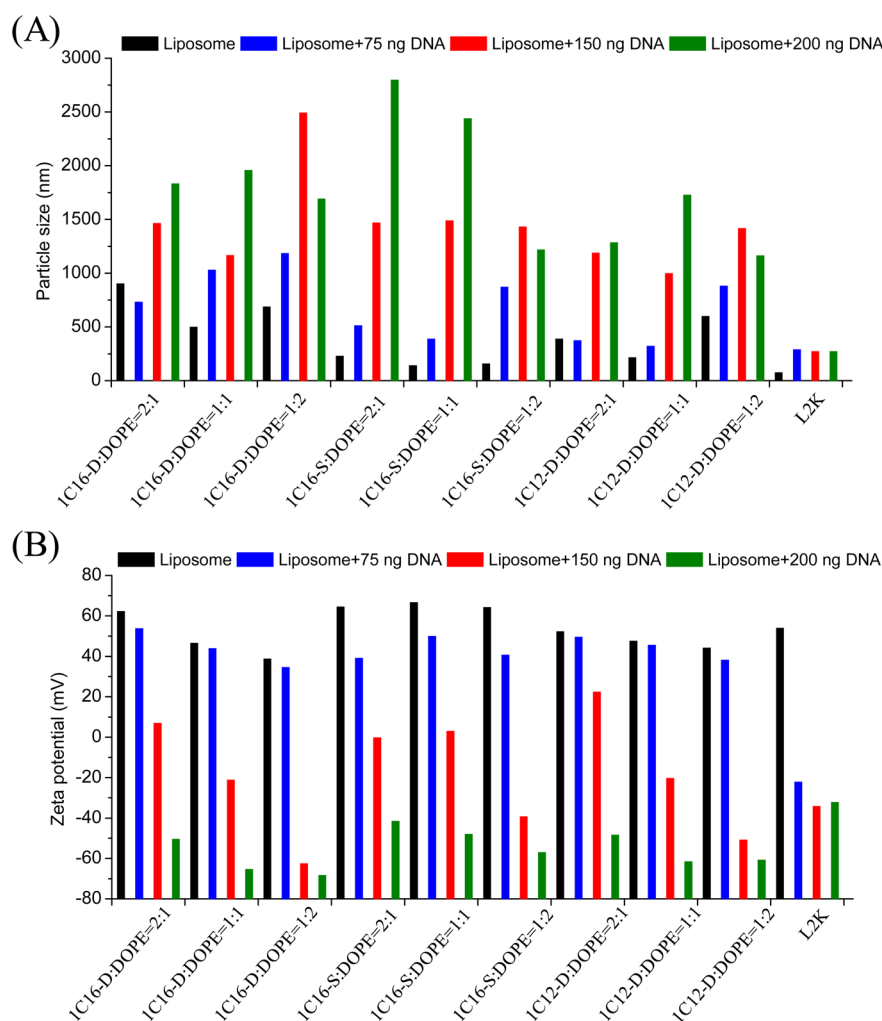 (A)
Liposome Liposome+75 ng DNA Liposome+150 ng DNA Liposome+200 ng DNA
3000
2500
2000
1500
1000
500
0
Particle size (nm)
1C16-D:DOPE=2:1
1C16-D:DOPE=1:1
1C16-D:DOPE=1:2
1C16-S:DOPE=2:1
1C16-S:DOPE=1:1
1C16-S:DOPE=1:2
1C12-D:DOPE=2:1
1C12-D:DOPE=1:1
1C12-D:DOPE=1:2
L2K
(B)
Liposome Liposome+75 ng DNA Liposome+150 ng DNA Liposome+200 ng DNA
80
60
40
20
0
-20
-40
-60
-80
Zeta potential (mV)
1C16-D:DOPE=2:1
1C16-D:DOPE=1:1
1C16-D:DOPE=1:2
1C16-S:DOPE=2:1
1C16-S:DOPE=1:1
1C16-S:DOPE=1:2
1C12-D:DOPE=2:1
1C12-D:DOPE=1:1
1C12-D:DOPE=1:2
L2K